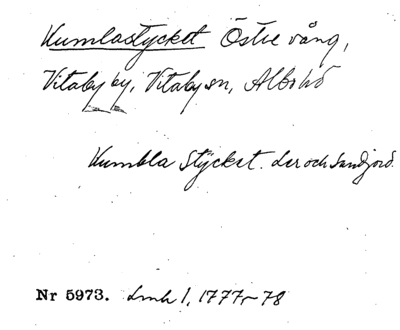 Kumlastycket Östre vång,
Vitaby by, Vitaby sn, Albo hd
Kumbla Stÿcket. ler och sandjord.
Nr 5973. Lmh 1, 1777–78